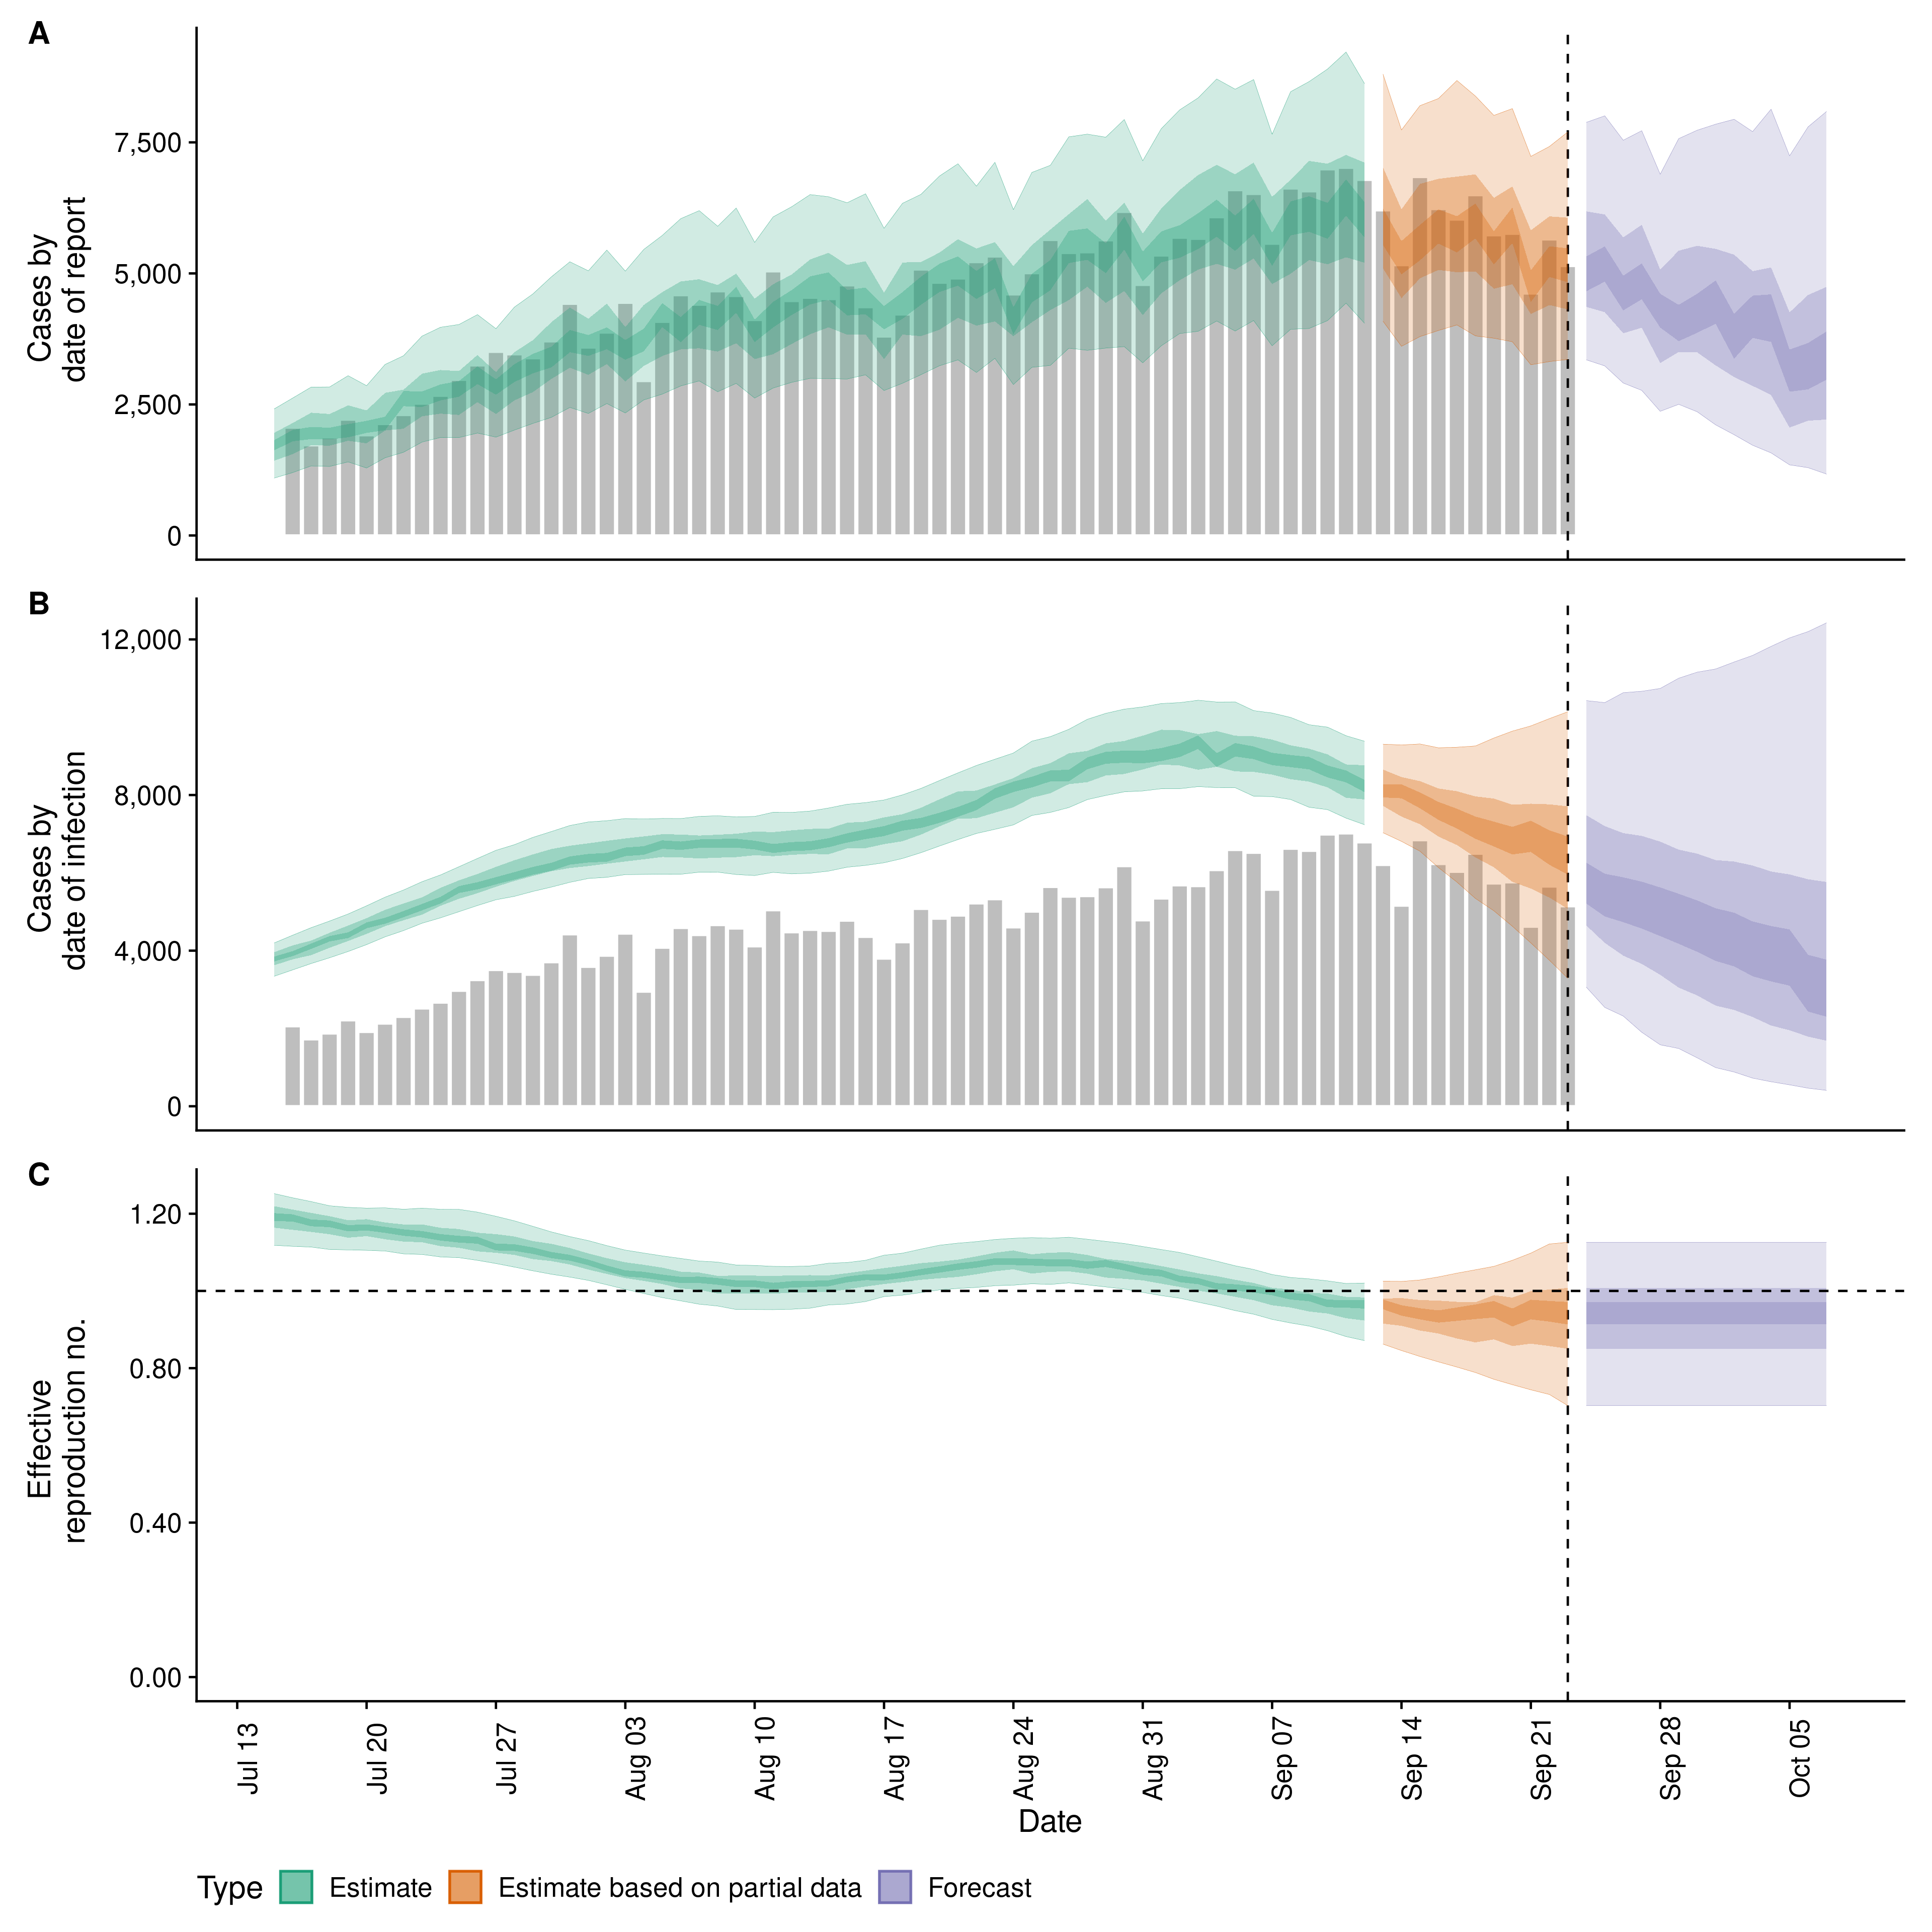 A
Cases by
date of report
7,500
5,000
2,500
0
B
Cases by
date of infection
12,000
8,000
4,000
0
C
Effective
reproduction no.
1.20
0.80
0.40
0.00
Jul 13
Jul 20
Jul 27
Aug 03
Aug 10
Aug 17
Aug 24
Aug 31
Sep 07
Sep 14
Sep 21
Sep 28
Oct 05
Date
Type Estimate Estimate based on partial data Forecast